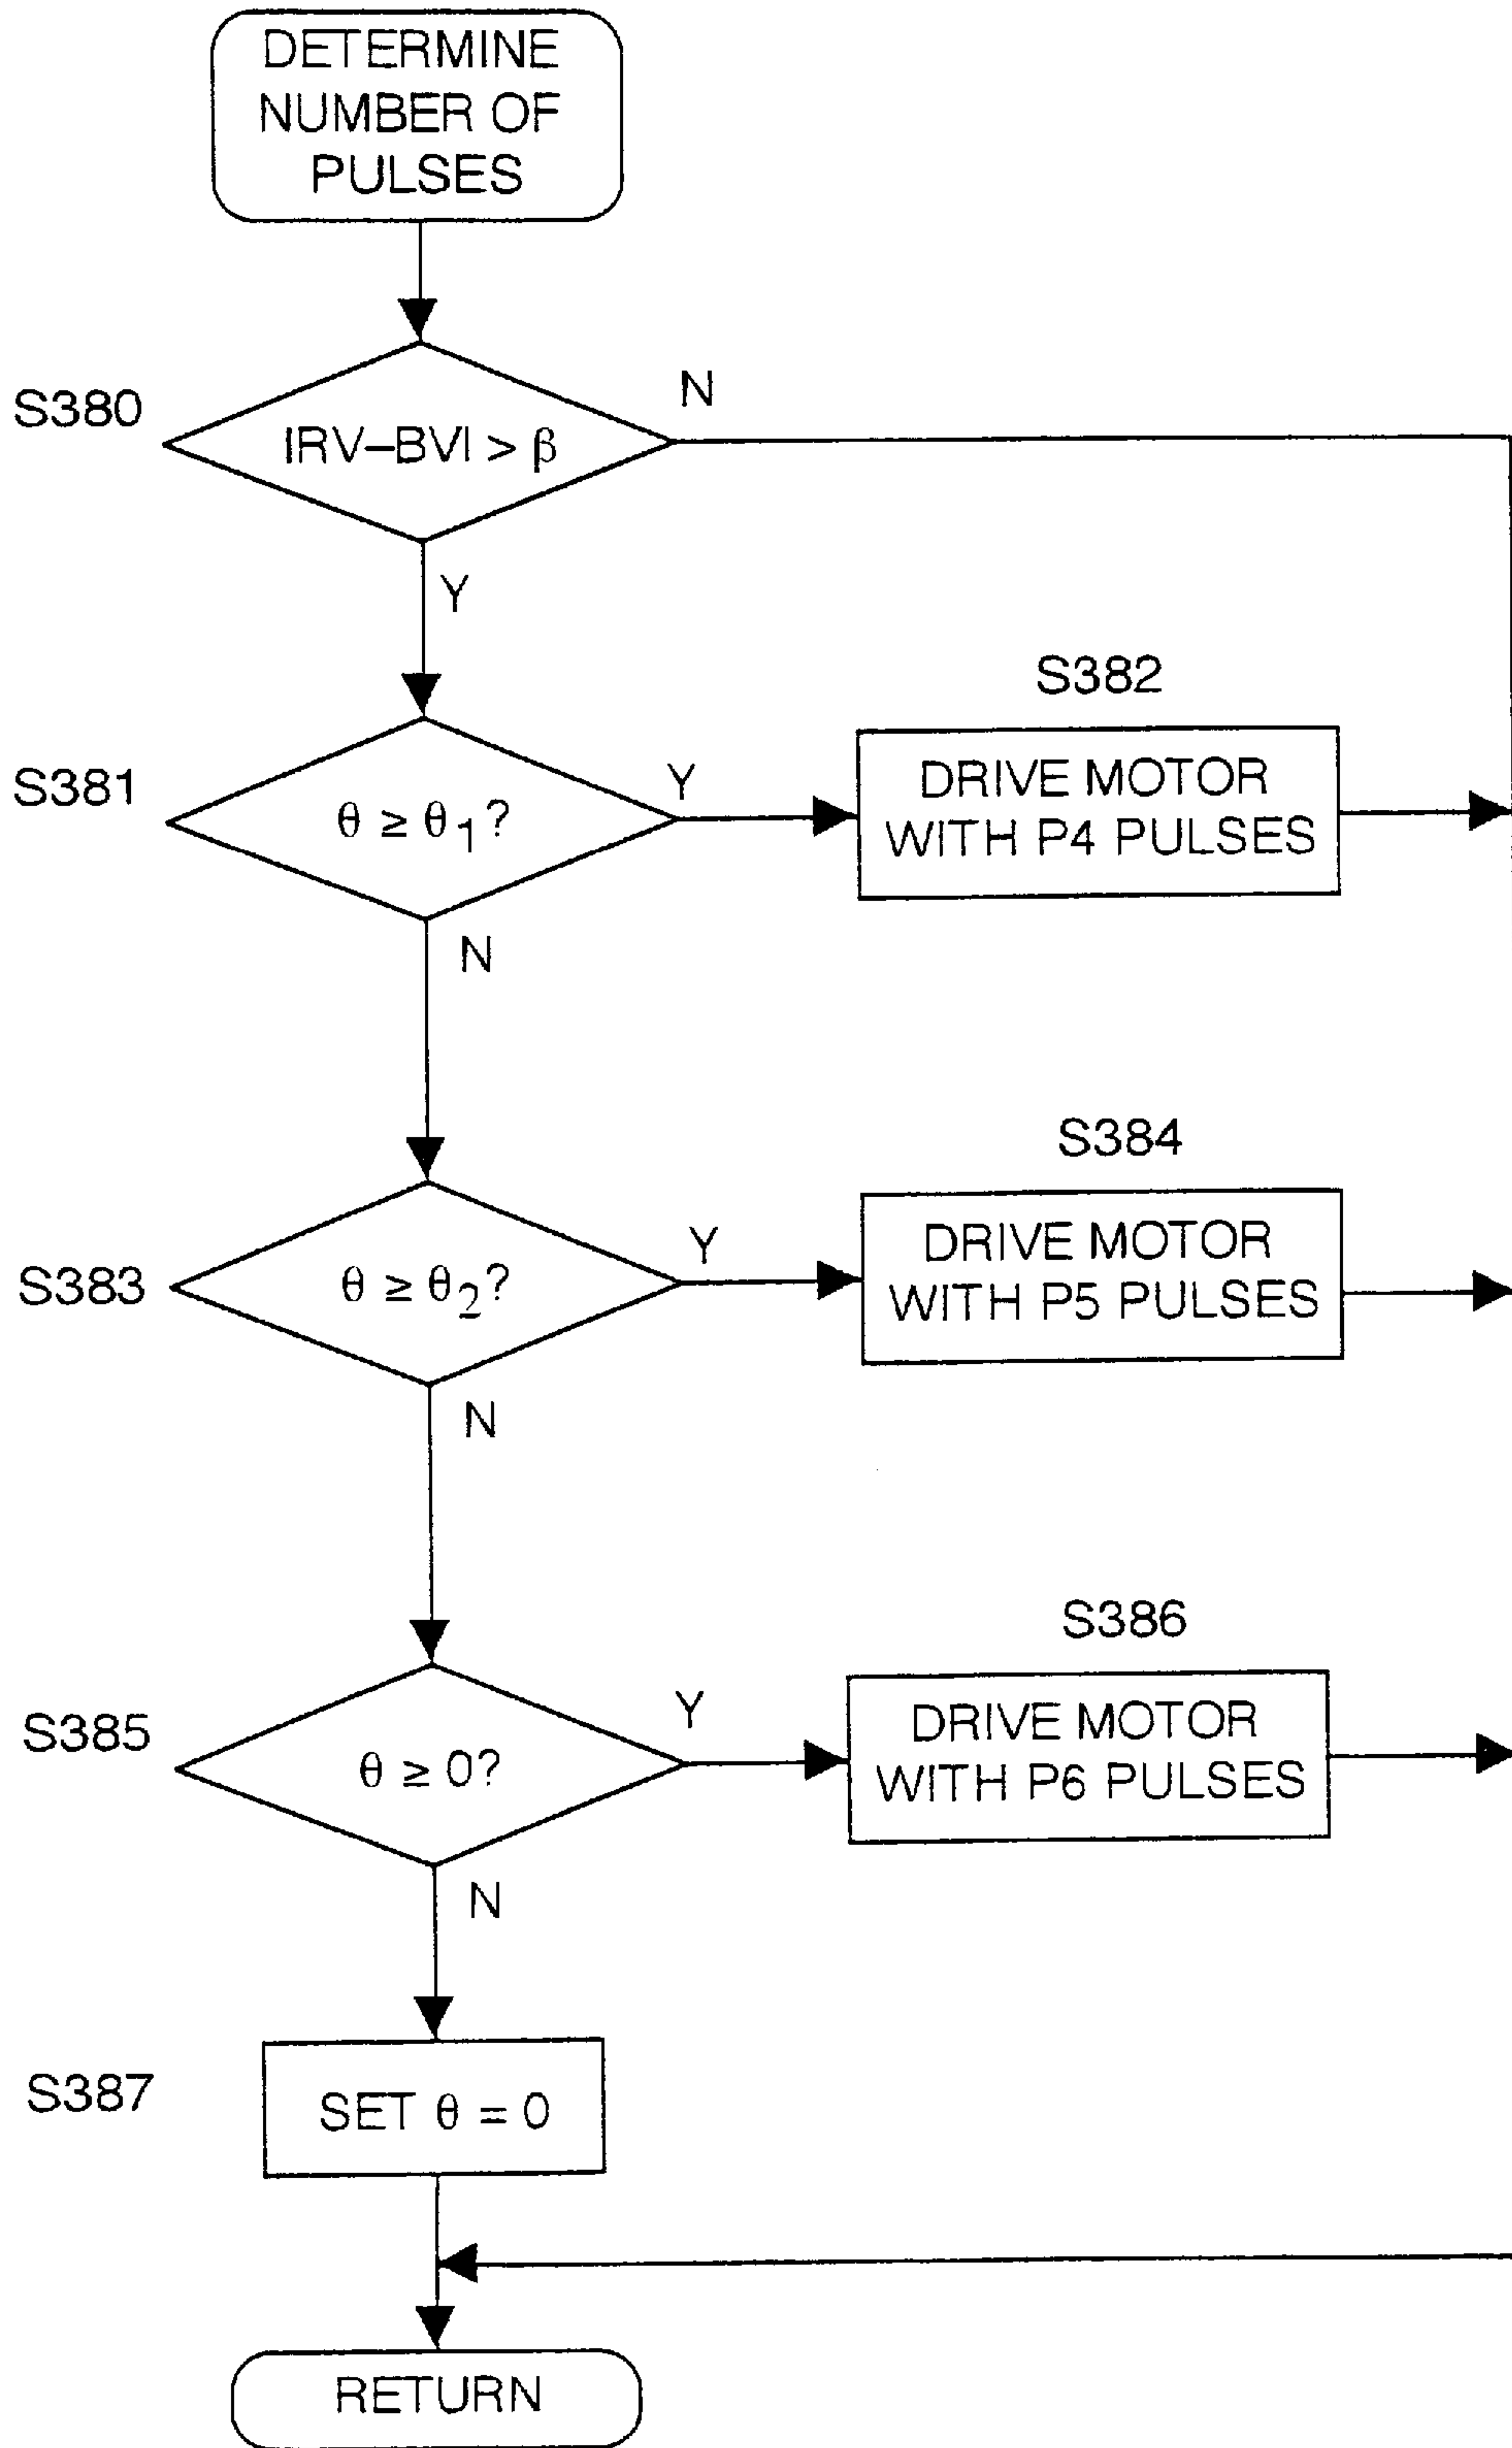 DETERMINE
NUMBER OF
PULSES
S380
IRV–BVI > β
N
Y
S381
θ ≥ θ1?
Y
S382
DRIVE MOTOR
WITH P4 PULSES
N
S383
θ ≥ θ2?
Y
S384
DRIVE MOTOR
WITH P5 PULSES
N
S385
θ ≥ 0?
Y
S386
DRIVE MOTOR
WITH P6 PULSES
N
S387
SET θ = 0
RETURN